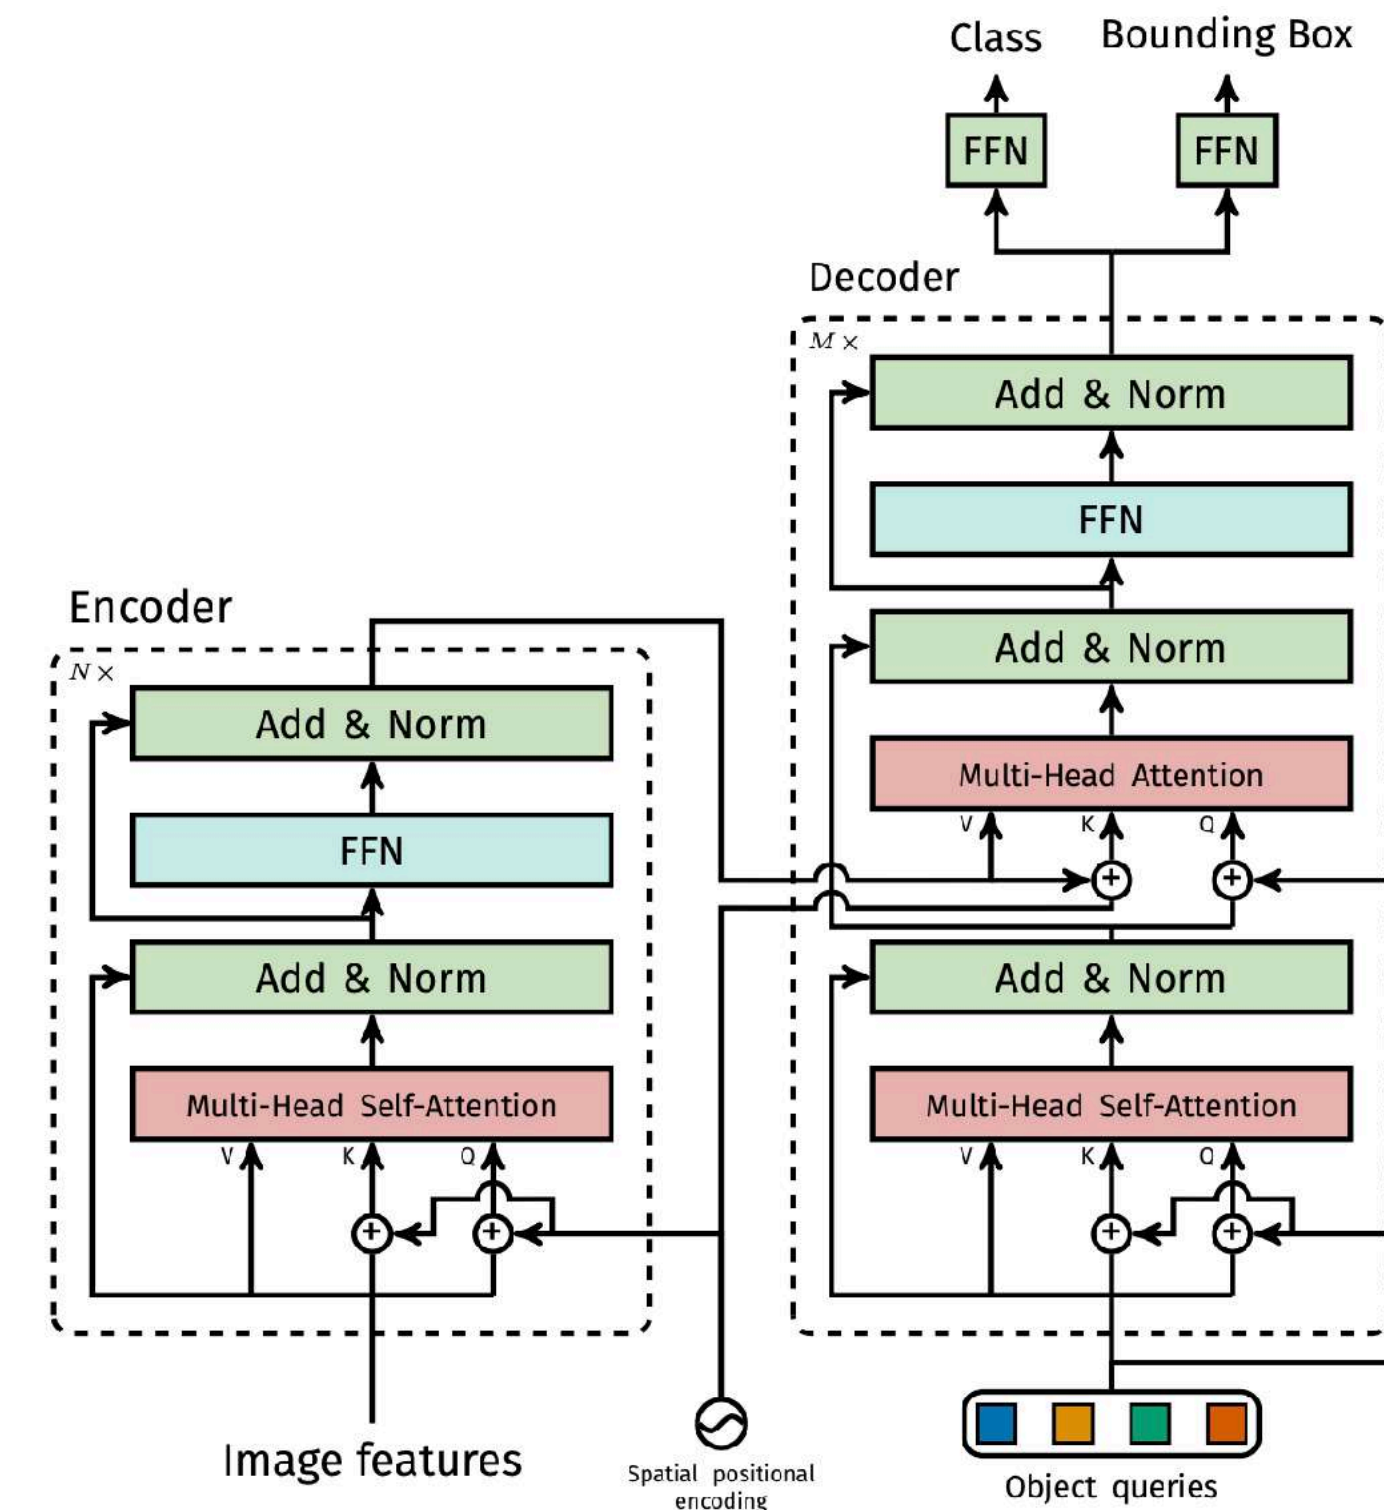 Class Bounding Box
FFN FFN
Decoder
M ×
Add & Norm
FFN
Add & Norm
Multi-Head Attention
V K Q
+ +
Add & Norm
Multi-Head Self-Attention
V K Q
+ +
Object queries
Encoder
N ×
Add & Norm
FFN
Add & Norm
Multi-Head Self-Attention
V K Q
+ +
Image features
Spatial positional
encoding